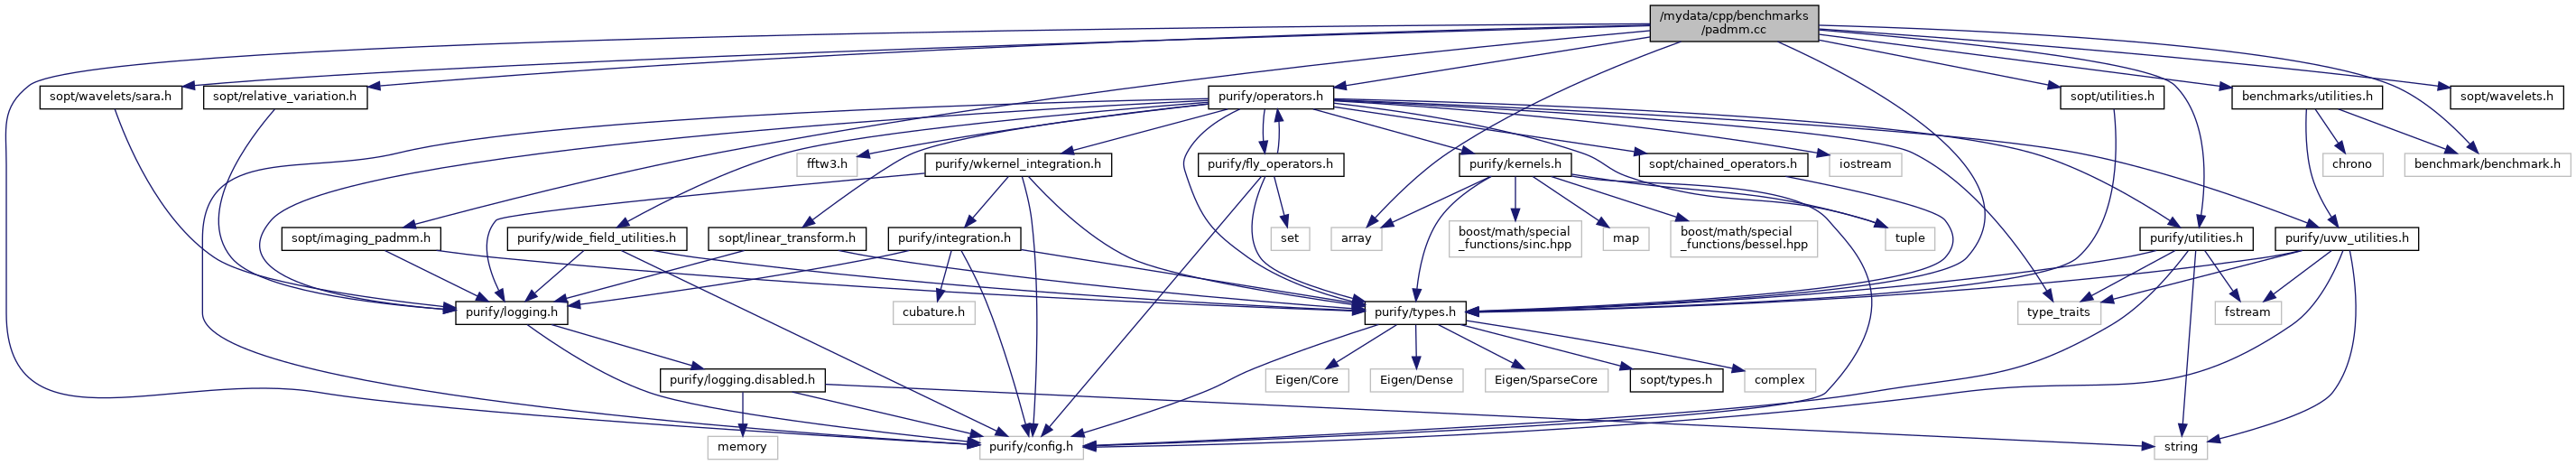 /mydata/cpp/benchmarks
/padmm.cc
sopt/wavelets/sara.h
sopt/relative_variation.h
purify/operators.h
sopt/utilities.h
benchmarks/utilities.h
sopt/wavelets.h
fftw3.h
purify/wkernel_integration.h
purify/fly_operators.h
purify/kernels.h
sopt/chained_operators.h
iostream
chrono
benchmark/benchmark.h
sopt/imaging_padmm.h
purify/wide_field_utilities.h
sopt/linear_transform.h
purify/integration.h
set
array
boost/math/special
_functions/sinc.hpp
map
boost/math/special
_functions/bessel.hpp
tuple
purify/utilities.h
purify/uvw_utilities.h
purify/logging.h
cubature.h
purify/types.h
type_traits
fstream
purify/logging.disabled.h
Eigen/Core
Eigen/Dense
Eigen/SparseCore
sopt/types.h
complex
memory
purify/config.h
string